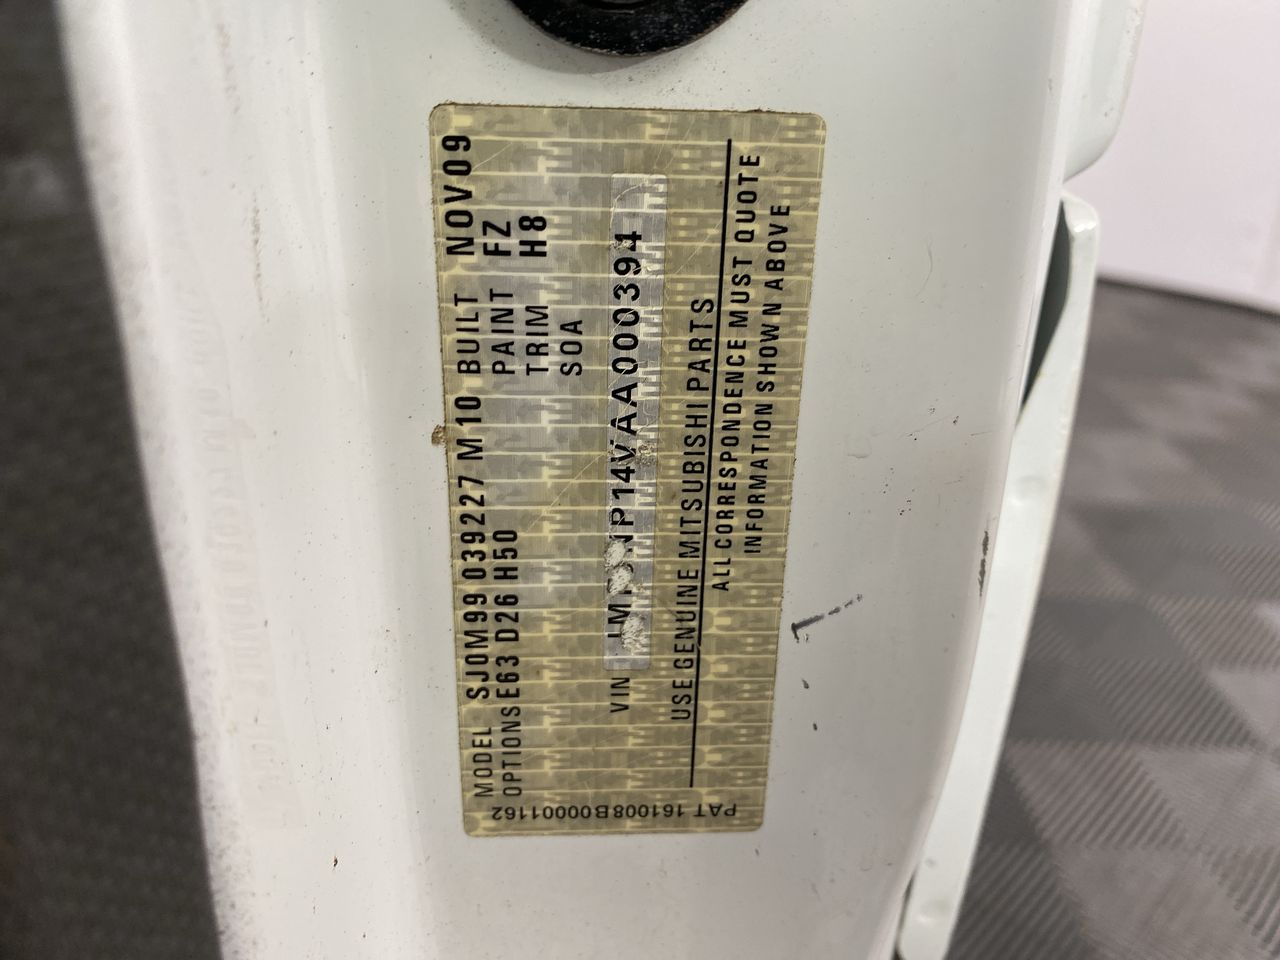 MODEL SJ0M99 039227 M 10 BUILT NOV09
OPTIONS E63 D26 H50 PAINT FZ
TRIM H8
SOA
VIN P14VAA000394
USE GENUINE MITSUBISHI PARTS
ALL CORRESPONDENCE MUST QUOTE
INFORMATION SHOWN ABOVE
PAT 161008B00001162